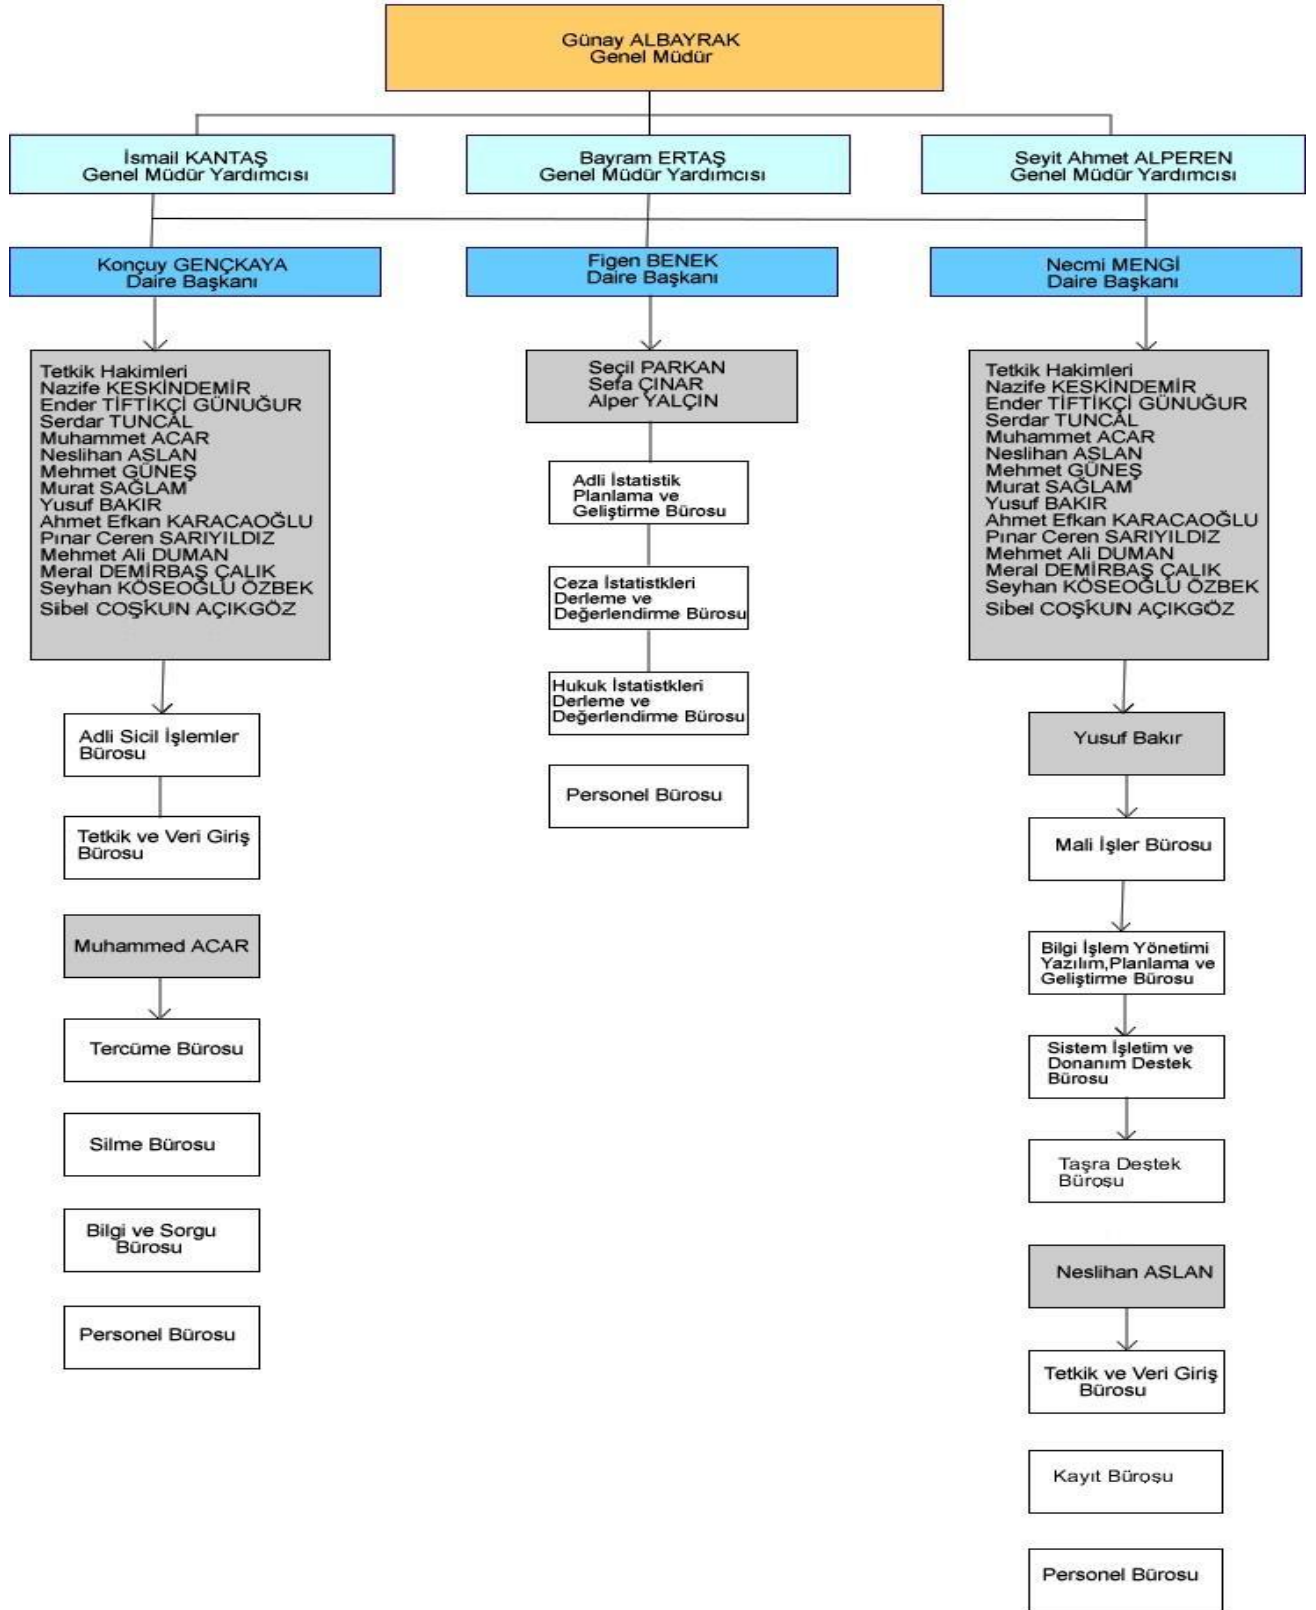 Günay ALBAYRAK
Genel Müdür
İsmail KANTAŞ
Genel Müdür Yardımcısı
Bayram ERTAŞ
Genel Müdür Yardımcısı
Seyit Ahmet ALPEREN
Genel Müdür Yardımcısı
Konçuy GENÇKAYA
Daire Başkanı
Figen BENEK
Daire Başkanı
Necmi MENGİ
Daire Başkanı
Tetkik Hakimleri
Nazife KESKİNDEMİR
Ender TİFTİKÇİ GÜNUĞUR
Serdar TUNCAL
Muhammet ACAR
Neslihan ASLAN
Mehmet GÜNEŞ
Murat SAĞLAM
Yusuf BAKIR
Ahmet Efkan KARACAOĞLU
Pınar Ceren SARIYILDIZ
Mehmet Ali DUMAN
Meral DEMİRBAŞ ÇALIK
Seyhan KÖSEOĞLU ÖZBEK
Sibel COŞKUN AÇIKGÖZ
Adli Sicil İşlemler
Bürosu
Tetkik ve Veri Giriş
Bürosu
Muhammed ACAR
Tercüme Bürosu
Silme Bürosu
Bilgi ve Sorgu
Bürosu
Personel Bürosu
Seçil PARKAN
Sefa ÇINAR
Alper YALÇIN
Adli İstatistik
Planlama ve
Geliştirme Bürosu
Ceza İstatistkleri
Derleme ve
Değerlendirme Bürosu
Hukuk İstatistkleri
Derleme ve
Değerlendirme Bürosu
Personel Bürosu
Tetkik Hakimleri
Nazife KESKİNDEMİR
Ender TİFTİKÇİ GÜNUĞUR
Serdar TUNCAL
Muhammet ACAR
Neslihan ASLAN
Mehmet GÜNEŞ
Murat SAĞLAM
Yusuf BAKIR
Ahmet Efkan KARACAOĞLU
Pınar Ceren SARIYILDIZ
Mehmet Ali DUMAN
Meral DEMİRBAŞ ÇALIK
Seyhan KÖSEOĞLU ÖZBEK
Sibel COŞKUN AÇIKGÖZ
Yusuf Bakır
Mali İşler Bürosu
Bilgi İşlem Yönetimi
Yazılım,Planlama ve
Geliştirme Bürosu
Sistem İşletim ve
Donanım Destek
Bürosu
Taşra Destek
Büroşu
Neslihan ASLAN
Tetkik ve Veri Giriş
Bürosu
Kayıt Büroşu
Personel Bürosu